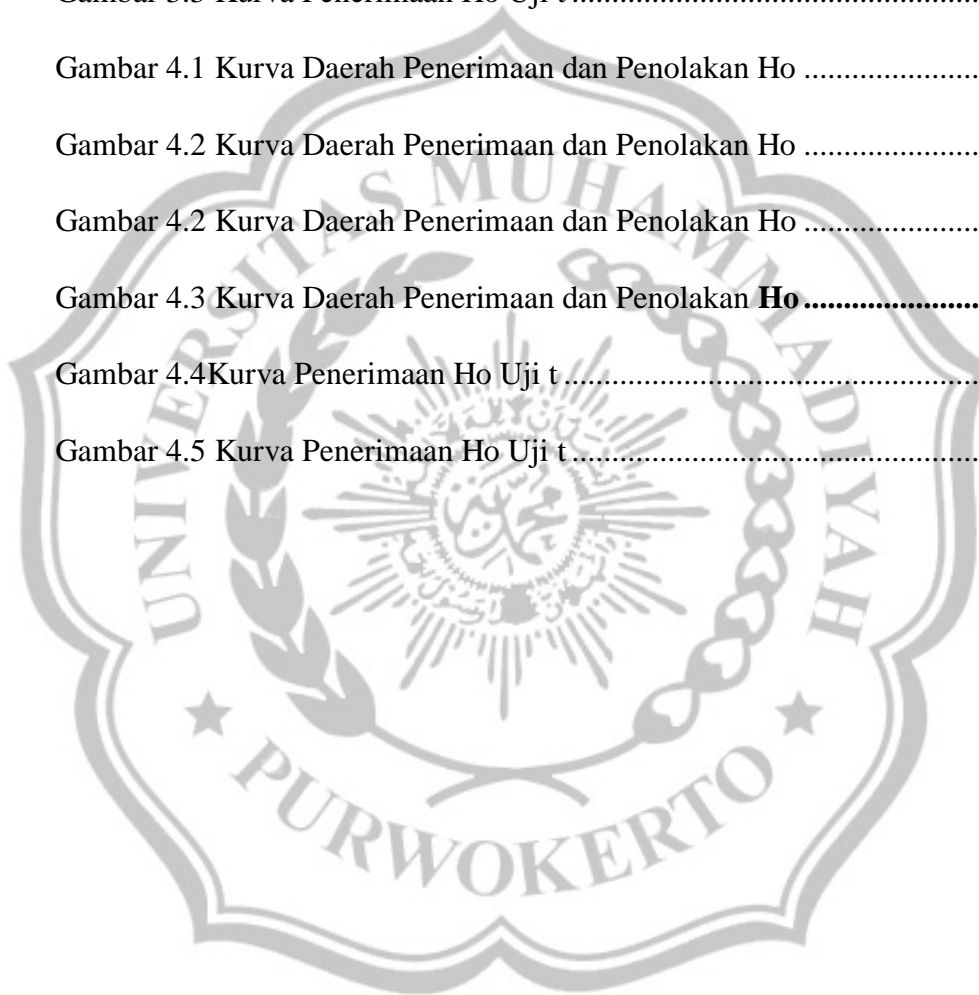 Gambar 4.1 Kurva Daerah Penerimaan dan Penolakan Ho ......................
Gambar 4.2 Kurva Daerah Penerimaan dan Penolakan Ho ......................
Gambar 4.2 Kurva Daerah Penerimaan dan Penolakan Ho ......................
Gambar 4.3 Kurva Daerah Penerimaan dan Penolakan Ho......................
Gambar 4.4Kurva Penerimaan Ho Uji t....................................................
Gambar 4.5 Kurva Penerimaan Ho Uji t...................................................
UNIVERSITAS MUHAMMADIYAH
PURWOKERTO